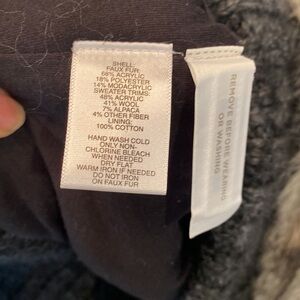 SHELL:
FAUX FUR:
68% ACRYLIC
18% POLYESTER
14% MODACRYLIC
SWEATER TRIMS:
48% ACRYLIC
41% WOOL
7% ALPACA
4% OTHER FIBER
LINING:
100% COTTON
HAND WASH COLD
ONLY NON-
CHLORINE BLEACH
WHEN NEEDED
DRY FLAT
WARM IRON IF NEEDED
DO NOT IRON
ON FAUX FUR
REMOVE BEFORE WEARING
OR WASHING